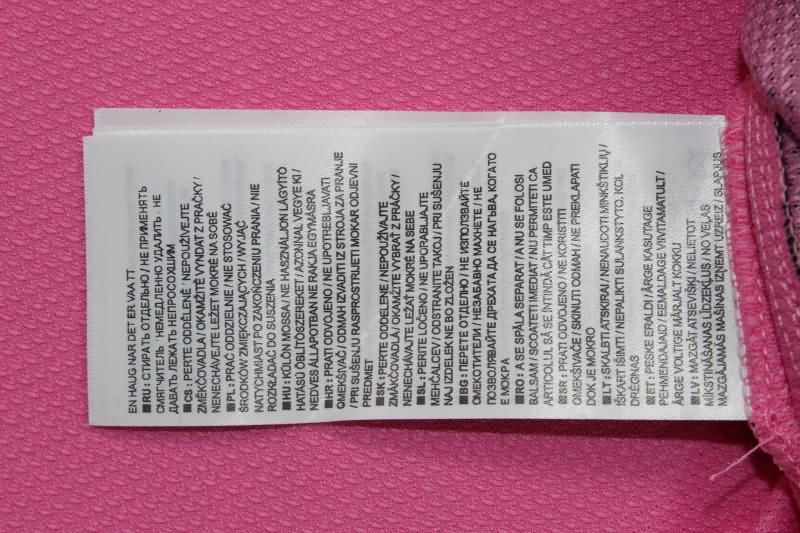 EN HAUG NÅR DET ER VÅATT
■RU: СТИРАТЬ ОТДЕЛЬНО / НЕ ПРИМЕНЯТЬ
СМЯГЧИТЕЛЬ НЕМЕДЛЕННО УДАЛИТЬ НЕ
ДАВАТЬ ЛЕЖАТЬ НЕПРОСОХШИМ
■CS: PERTE ODDĚLENĚ NEPOUŽÍVEJTE
ZMĚKČOVADLA / OKAMŽITĚ VYNDAT Z PRAČKY /
NENECHÁVEJTE LEŽET MOKRÉ NA SOBĚ
■PL: PRAĆ ODDZIELNIE / NIE STOSOWAĆ
ŚRODKÓW ZMIĘKCZAJĄCYCH / WYJĄĆ
NATYCHMIAST PO ZAKOŃCZENIU PRANIA / NIE
ROZKŁADAĆ DO SUSZENIA
■HU: KÜLÖN MOSSA / NE HASZNÁLJON LÁGYÍTÓ
HATÁSÚ ÖBLÍTŐSZEREKET / AZONNAL VEGYE KI /
NEDVES ÁLLAPOTBAN NE RAKJA EGYMÁSRA
■HR: PRATI ODVOJENO / NE UPOTREBLJAVATI
OMEKŠIVAČ / ODMAH IZVADITI IZ STROJA ZA PRANJE
/ PRI SUŠENJU RASPROSTRIJETI MOKAR ODJEVNI
PREDMET
■SK: PERTE ODDELENE / NEPOUŽÍVAJTE
ZMÄKČOVADLÁ / OKAMŽITE VYBRAŤ Z PRAČKY /
NENECHÁVAJTE LEŽAŤ MOKRÉ NA SEBE
■SL: PERITE LOČENO / NE UPORABLJAJTE
MEHČALCEV / ODSTRANITE TAKOJ / PRI SUŠENJU
NAJ IZDELEK NE BO ZLOŽEN
■BG: ПЕРЕТЕ ОТДЕЛНО / НЕ ИЗПОЛЗВАЙТЕ
ОМЕКОТИТЕЛИ / НЕЗАБАВНО МАХНЕТЕ / НЕ
ПОЗВОЛЯВАЙТЕ ДРЕХАТА ДА СЕ НАГЪВА, КОГАТО
Е МОКРА
■RO: A SE SPĂLA SEPARAT / A NU SE FOLOSI
BALSAM / SCOATEŢI IMEDIAT / NU PERMITEŢI CA
ARTICOLUL SĂ SE ÎNTINDĂ CÂT TIMP ESTE UMED
■SR: PRATI ODVOJENO / NE KORISTITI
OMEKŠIVAČE / SKINUTI ODMAH / NE PREKLAPATI
DOK JE MOKRO
■LT: SKALBTI ATSKIRAI / NENAUDOTI MINKŠTIKLIŲ /
IŠKART IŠIMTI / NEPALIKTI SULANKSTYTO, KOL
DRĖGNAS
■ET: PESKE ERALDI / ÄRGE KASUTAGE
PEHMENDAJAID / EEMALDAGE VIIVITAMATULT /
ÄRGE VOLTIGE MÄRJALT KOKKU
■LV: MAZGĀT ATSEVIŠĶI / NELIETOT
MĪKSTINĀŠANAS LĪDZEKĻUS / NO VEĻAS
MAZGĀJAMĀS MAŠĪNAS IZŅEMT UZREIZ / SLAPJUS